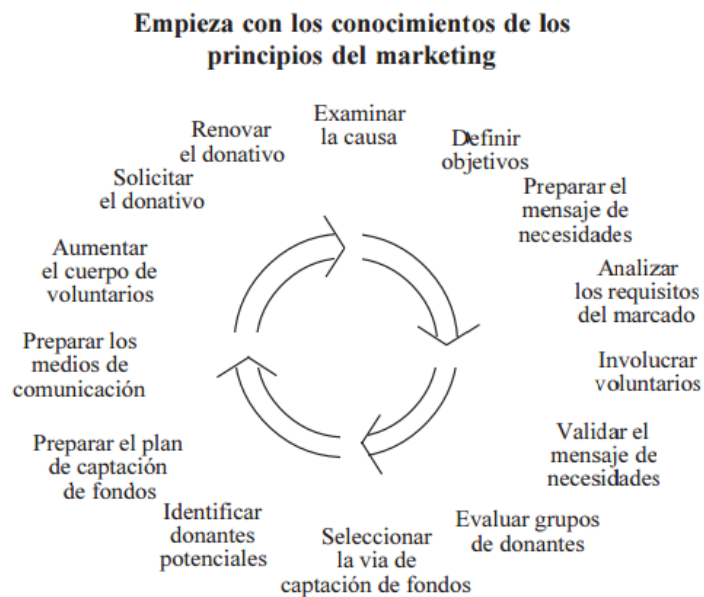 Empieza con los conocimientos de los
principios del marketing
Examinar
la causa
Definir
objetivos
Preparar el
mensaje de
necesidades
Analizar
los requisitos
del marcado
Involucrar
voluntarios
Validar el
mensaje de
necesidades
Evaluar grupos
de donantes
Seleccionar
la via de
captación de fondos
Identificar
donantes
potenciales
Preparar el plan
de captación
de fondos
Preparar los
medios de
comunicación
Aumentar
el cuerpo de
voluntarios
Solicitar
el donativo
Renovar
el donativo